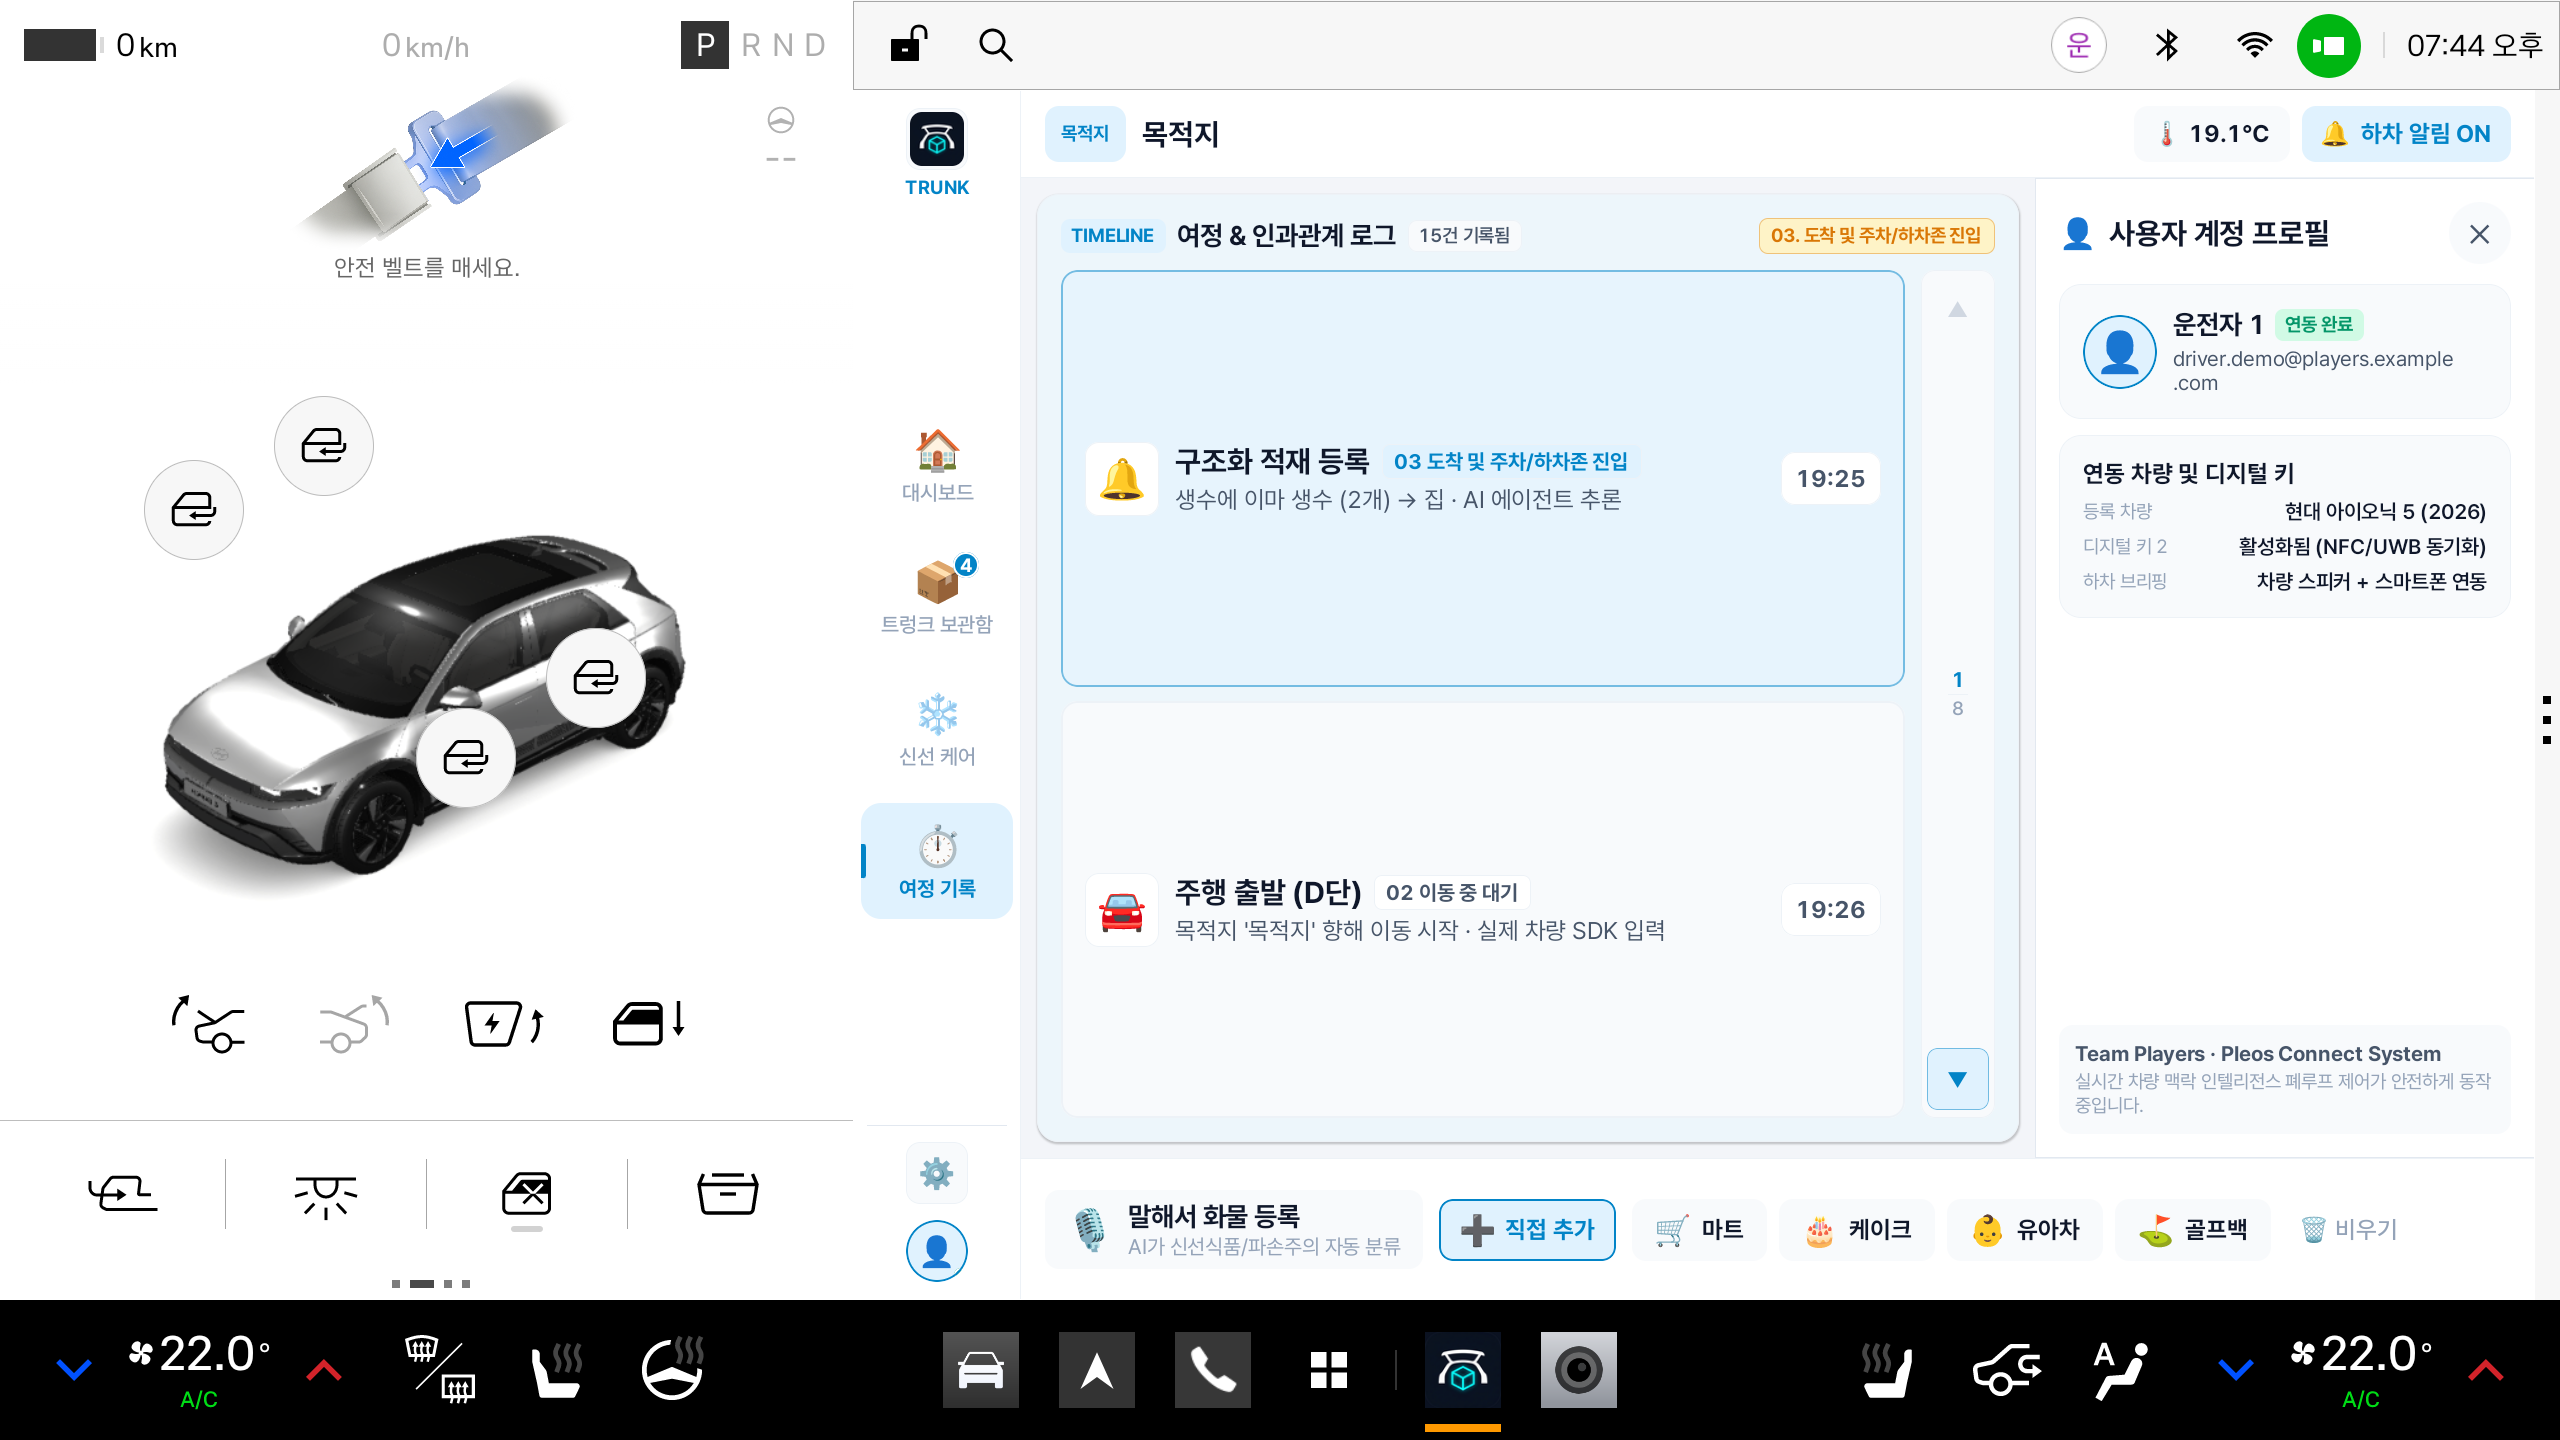 0 km
0 km/h
P R N D
07:44 오후
운
안전 벨트를 매세요.
TRUNK
대시보드
4
트렁크 보관함
신선 케어
여정 기록
목적지
목적지
19.1°C
하차 알림 ON
TIMELINE
여정 & 인과관계 로그
15건 기록됨
03. 도착 및 주차/하차존 진입
구조화 적재 등록
03 도착 및 주차/하차존 진입
생수에 이마 생수 (2개) → 집 · AI 에이전트 추론
19:25
주행 출발 (D단)
02 이동 중 대기
목적지 '목적지' 향해 이동 시작 · 실제 차량 SDK 입력
19:26
1
8
사용자 계정 프로필
운전자 1
연동 완료
driver.demo@players.example
.com
연동 차량 및 디지털 키
등록 차량
현대 아이오닉 5 (2026)
디지털 키 2
활성화됨 (NFC/UWB 동기화)
하차 브리핑
차량 스피커 + 스마트폰 연동
Team Players · Pleos Connect System
실시간 차량 맥락 인텔리전스 폐루프 제어가 안전하게 동작
중입니다.
말해서 화물 등록
AI가 신선식품/파손주의 자동 분류
직접 추가
마트
케이크
유아차
골프백
비우기
22.0°
A/C
A
22.0°
A/C